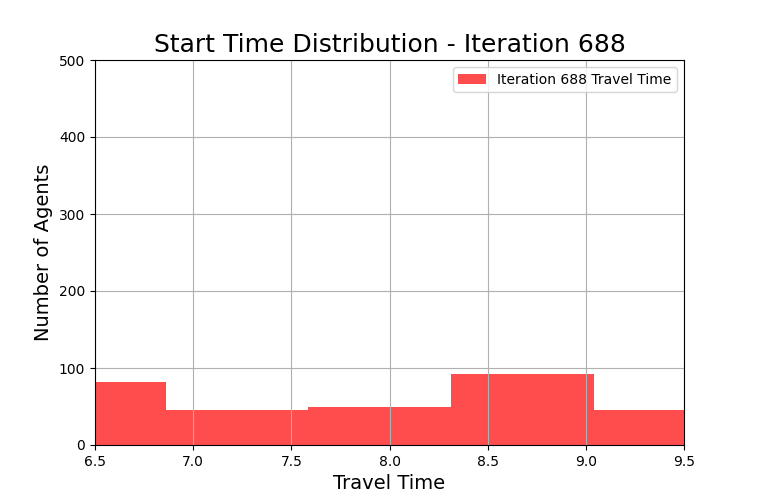 Start Time Distribution - Iteration 688
500
Iteration 688 Travel Time
400
300
200
100
0
Number of Agents
6.5 7.0 7.5 8.0 8.5 9.0 9.5
Travel Time